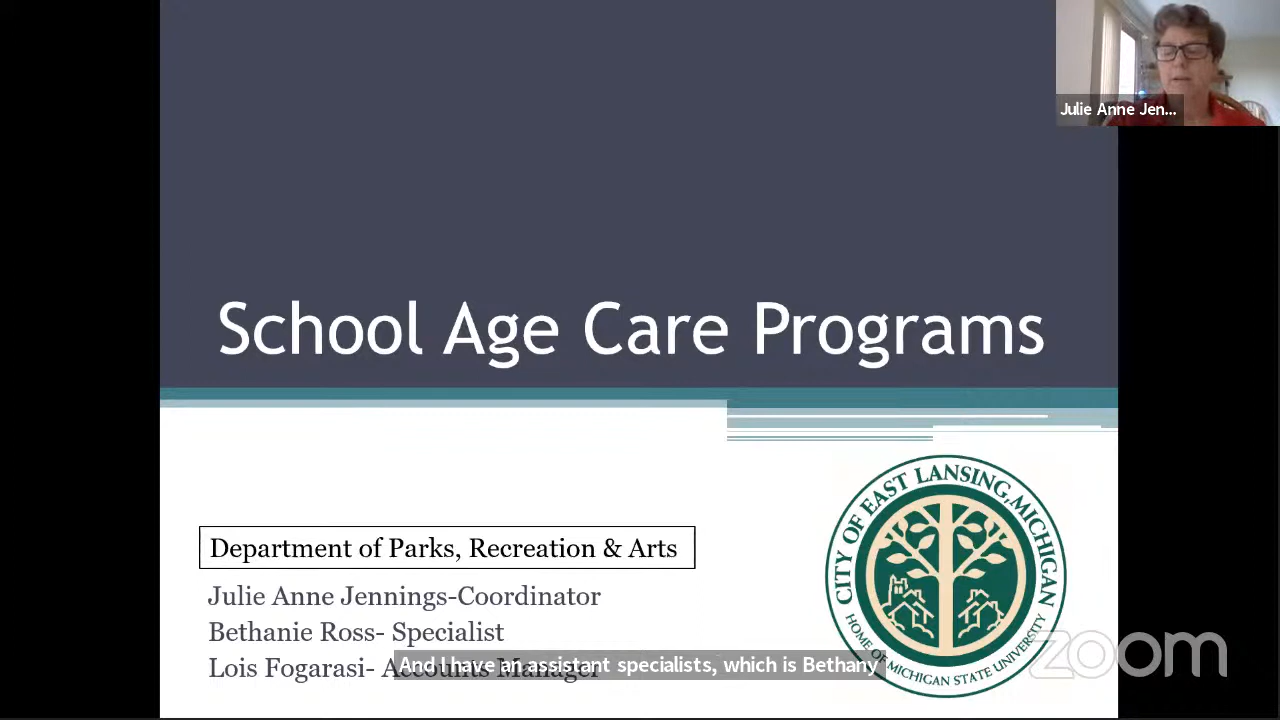 Julie Anne Jen...
School Age Care Programs
Department of Parks, Recreation & Arts
Julie Anne Jennings-Coordinator
Bethanie Ross- Specialist
Lois Fogarasi- Accounts Manager
And I have an assistant specialists, which is Bethany
CITY OF EAST LANSING, MICHIGAN
HOME OF MICHIGAN STATE UNIVERSITY
zoom